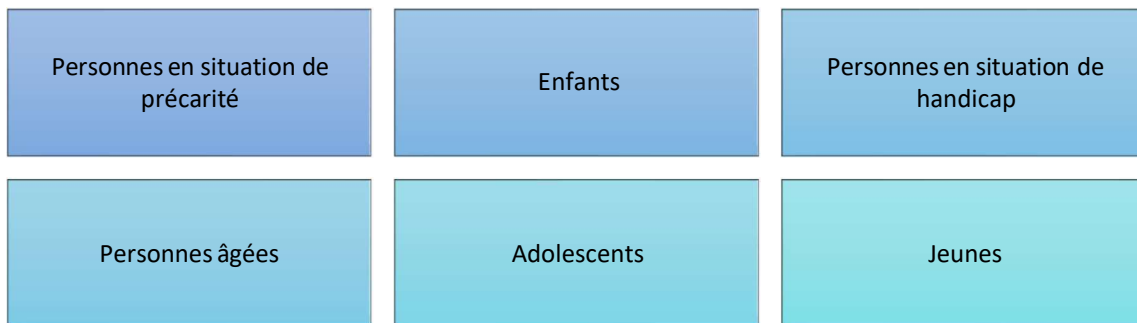 Personnes en situation de
précarité
Enfants
Personnes en situation de
handicap
Personnes âgées
Adolescents
Jeunes